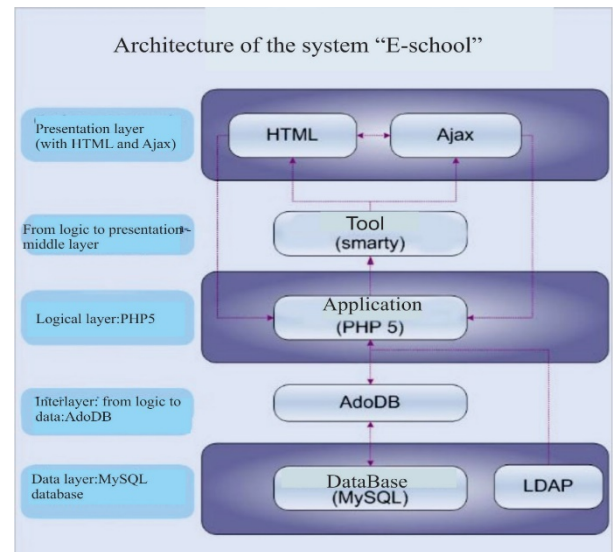 Architecture of the system “E-school”
Presentation layer
(with HTML and Ajax)
HTML
Ajax
From logic to presentation
middle layer
Tool
(smarty)
Logical layer:PHP5
Application
(PHP 5)
Interlayer: from logic to
data:AdoDB
AdoDB
Data layer:MySQL
database
DataBase
(MySQL)
LDAP